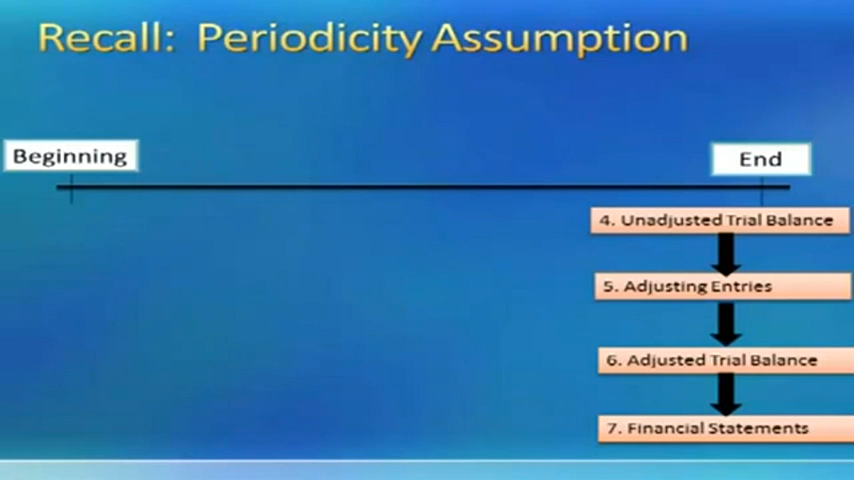 Recall: Periodicity Assumption
Beginning
End
4. Unadjusted Trial Balance
5. Adjusting Entries
6. Adjusted Trial Balance
7. Financial Statements